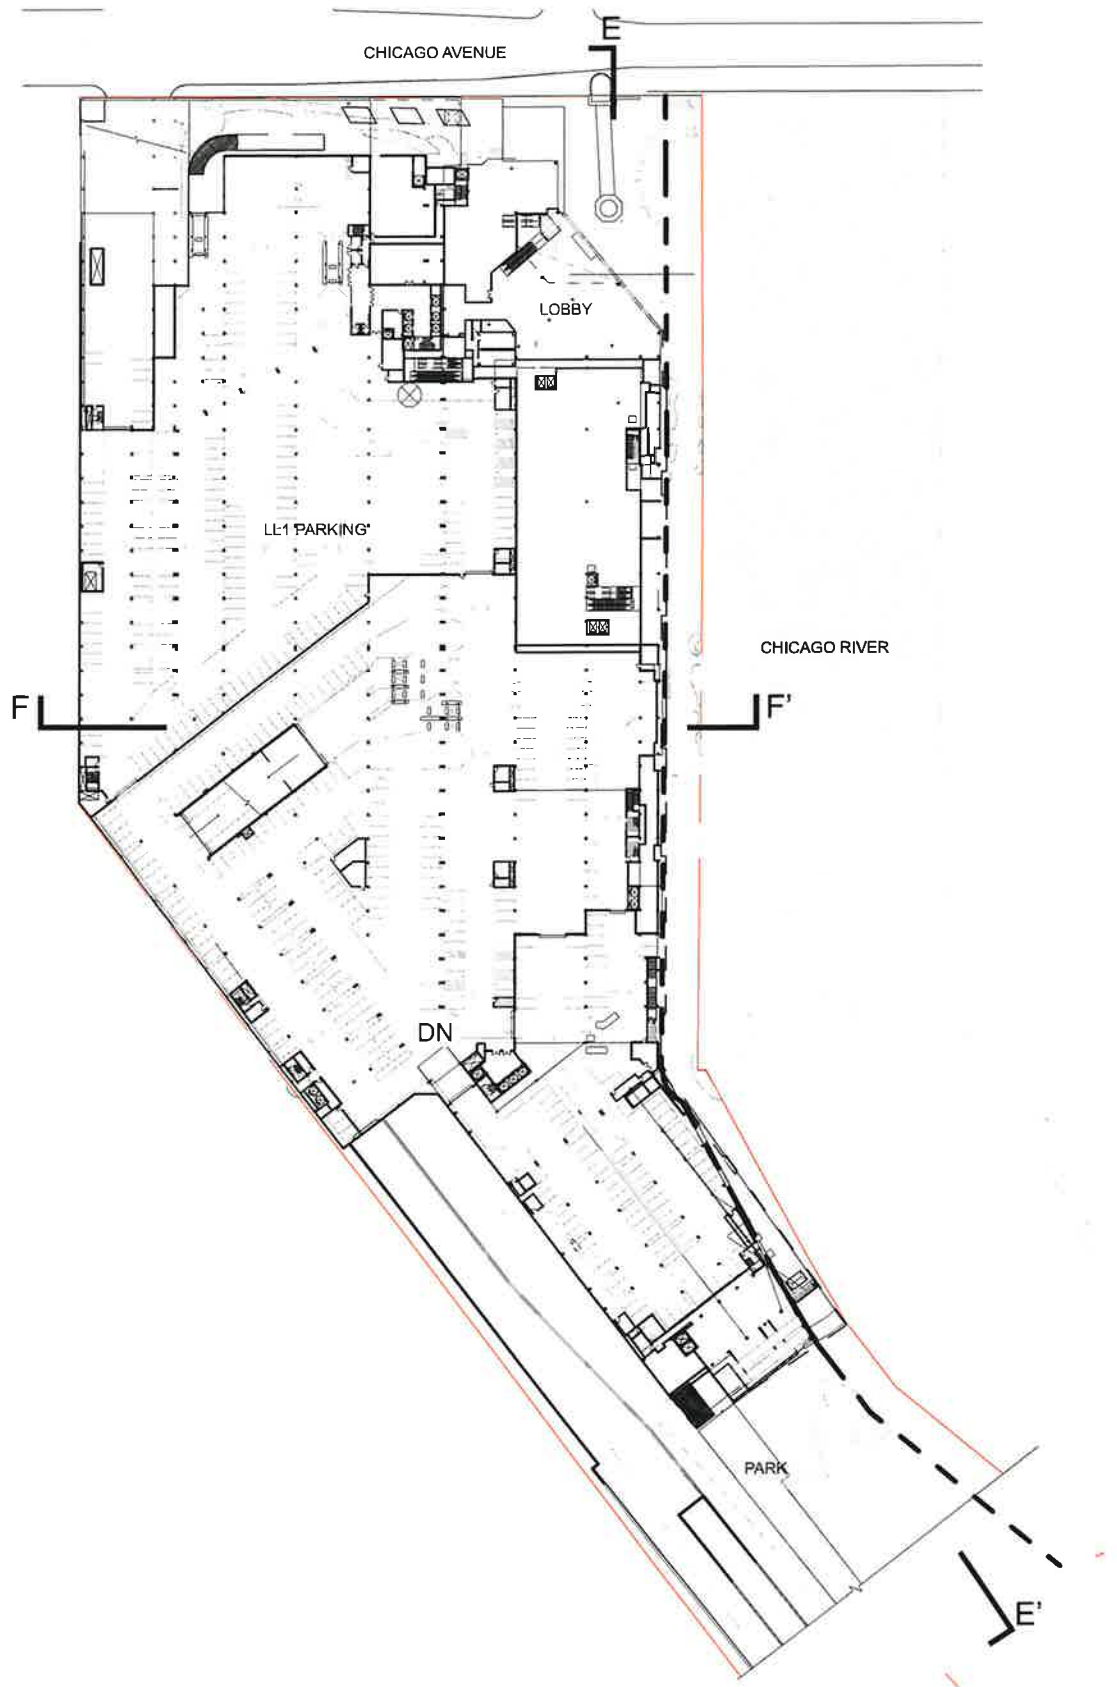 E
CHICAGO AVENUE
LOBBY
LL1 PARKING
CHICAGO RIVER
F
F'
DN
PARK
E'